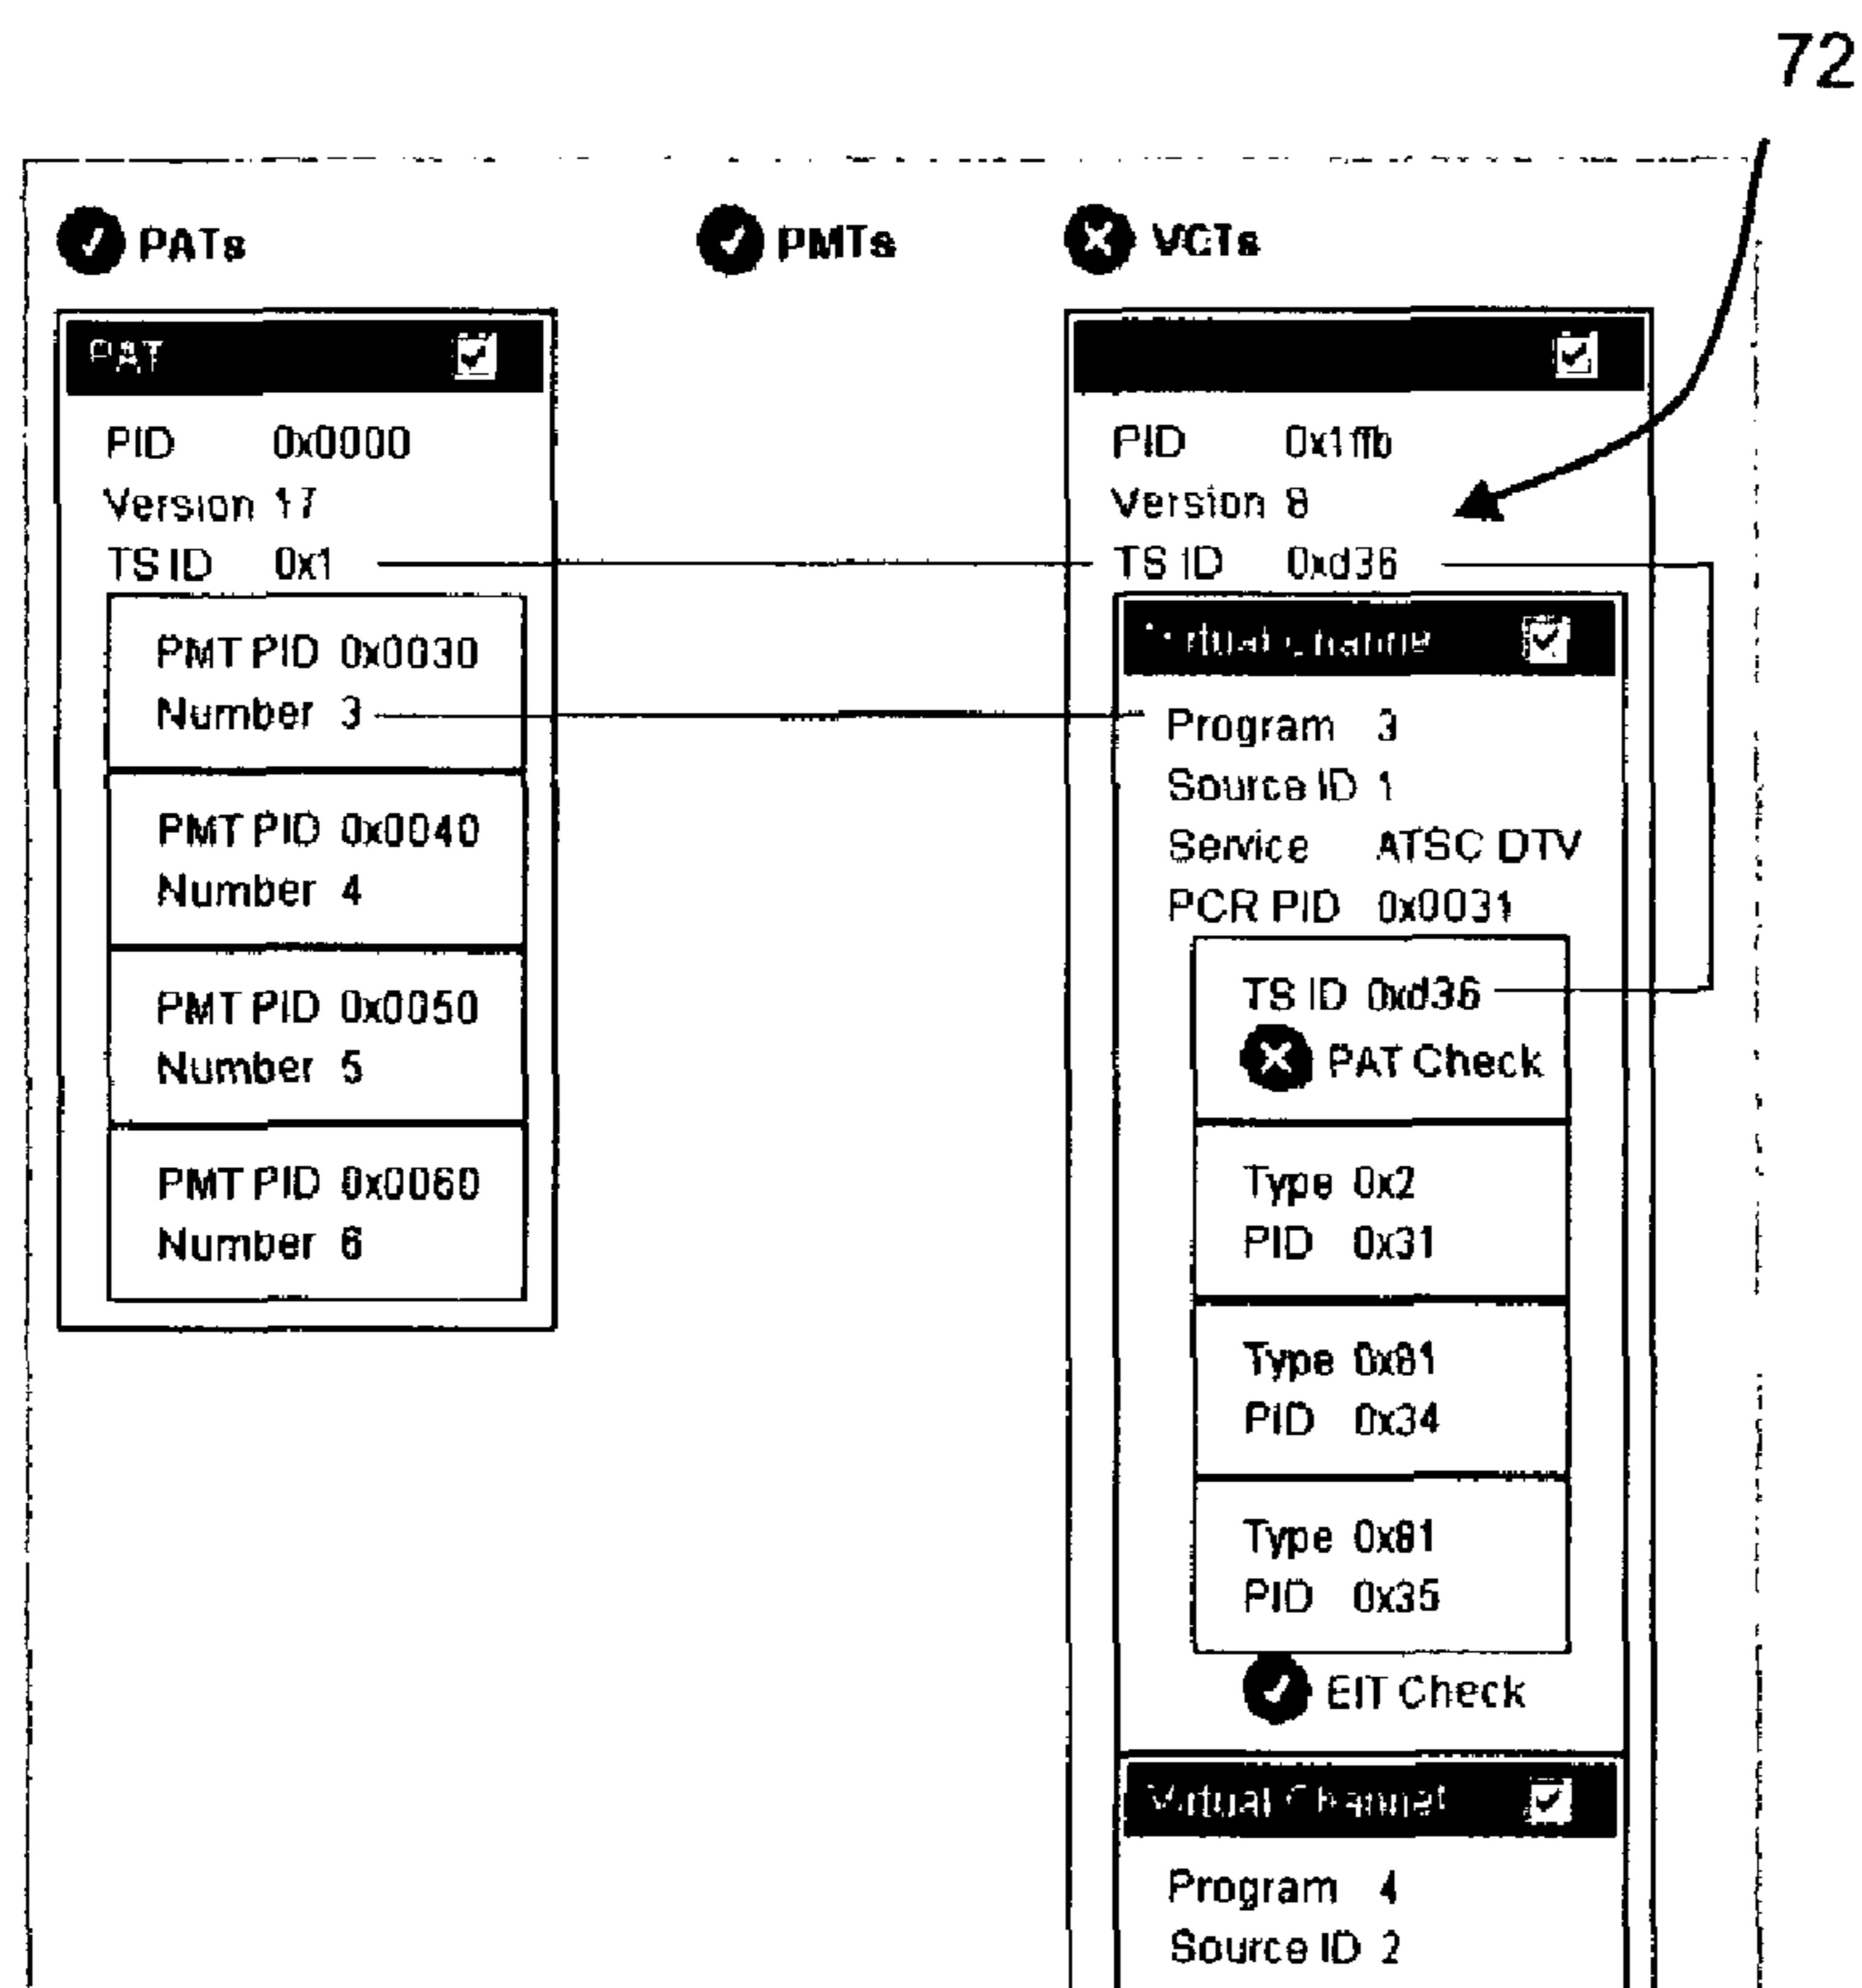 72
PATs
PMTs
VCTs
PAT
PID 0x0000
Version 17
TS ID 0x1
PMT PID 0x0030
Number 3
PMT PID 0x0040
Number 4
PMT PID 0x0050
Number 5
PMT PID 0x0060
Number 6
PID 0x1ffb
Version 8
TS ID 0xd36
Virtual Channel
Program 3
Source ID 1
Service ATSC DTV
PCR PID 0x0031
TS ID 0xd36
PAT Check
Type 0x2
PID 0x31
Type 0x81
PID 0x34
Type 0x81
PID 0x35
EIT Check
Virtual Channel
Program 4
Source ID 2